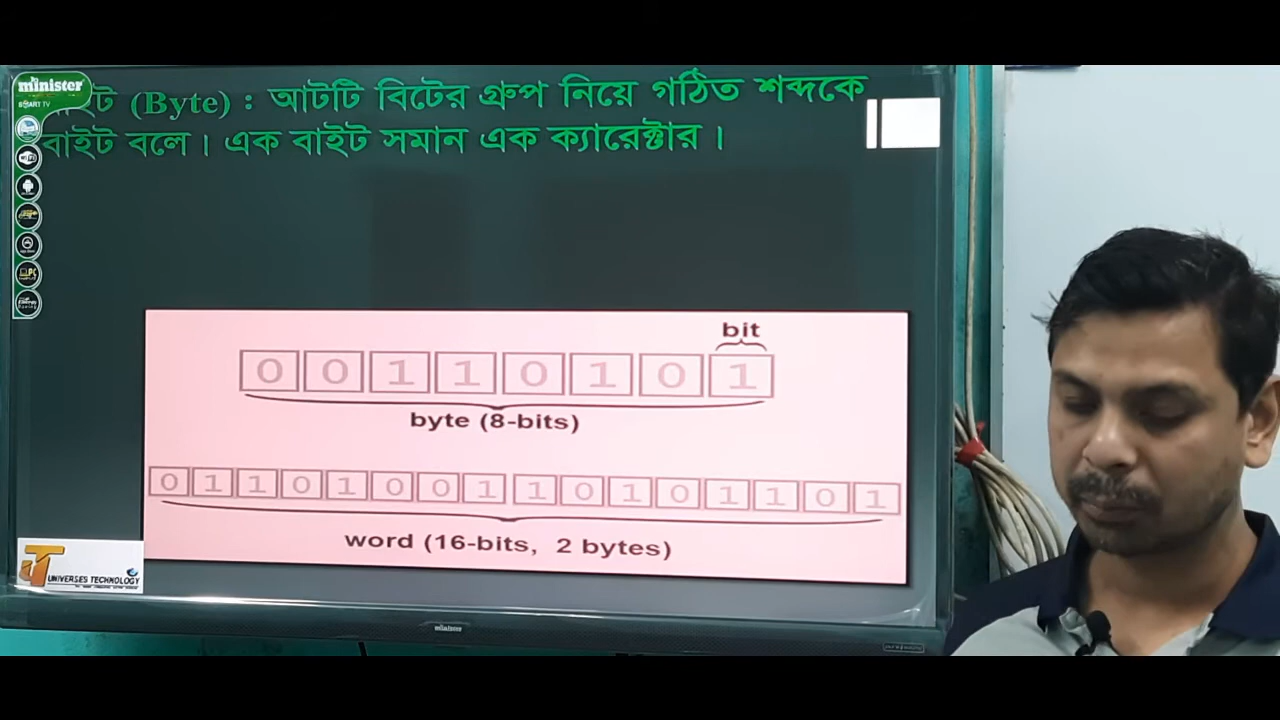 minister
SMART TV
(Byte) : আটটি বিটের গ্রুপ নিয়ে গঠিত শব্দকে
বাইট বলে। এক বাইট সমান এক ক্যারেক্টার।
bit
0 0 1 1 0 1 0 1
byte (8-bits)
0 1 1 0 1 0 0 1 1 0 1 0 1 1 0 1
word (16-bits, 2 bytes)
UNIVERSES TECHNOLOGY
minister